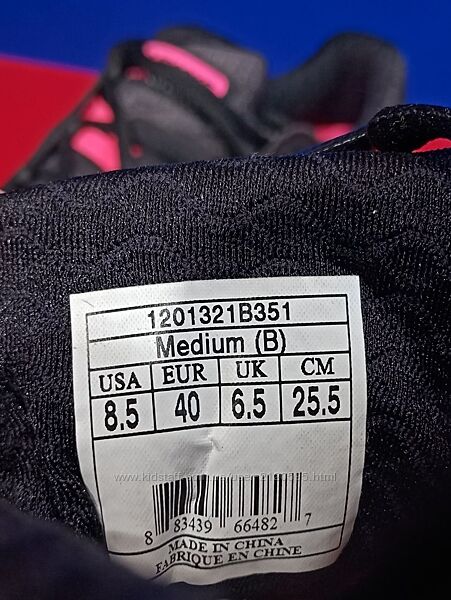 1201321B351
Medium (B)
USA EUR UK CM
8.5 40 6.5 25.5
8 83439 66482 7
MADE IN CHINA
FABRIQUE EN CHINE